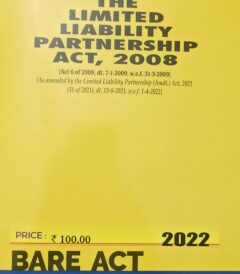 THE
LIMITED
LIABILITY
PARTNERSHIP
ACT, 2008
[Act 6 of 2009, dt. 7-1-2009, w.e.f. 31-3-2009]
[As amended by the Limited Liability Partnership (Amdt.) Act, 2021
(31 of 2021), dt. 13-8-2021, w.e.f. 1-4-2022]
PRICE : ₹ 100.00
2022
BARE ACT